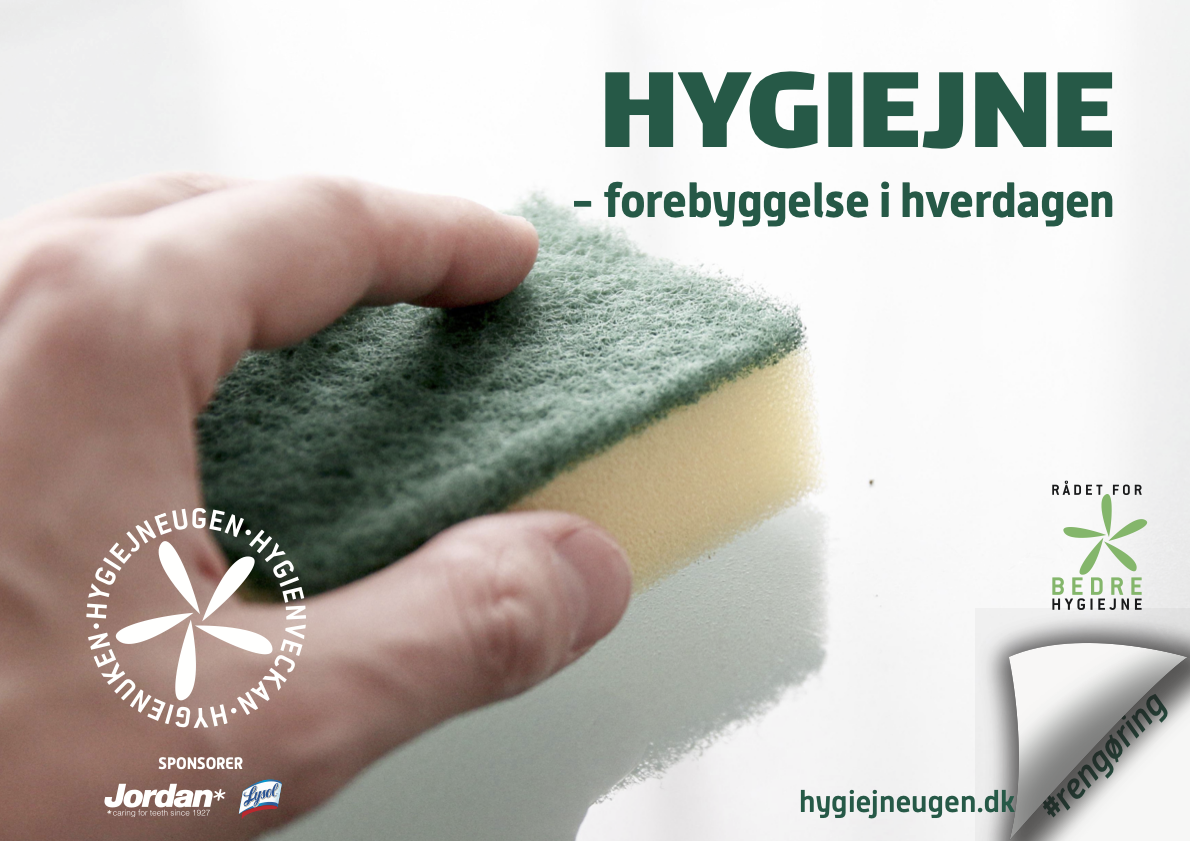 HYGIEJNE
– forebyggelse i hverdagen
RÅDET FOR
BEDRE
HYGIEJNE
HYGIEJNEUGEN • HYGIENVECKAN • HYGIENUKEN •
SPONSORER
Jordan*
*caring for teeth since 1927
Lysol
hygiejneugen.dk
#rengøring